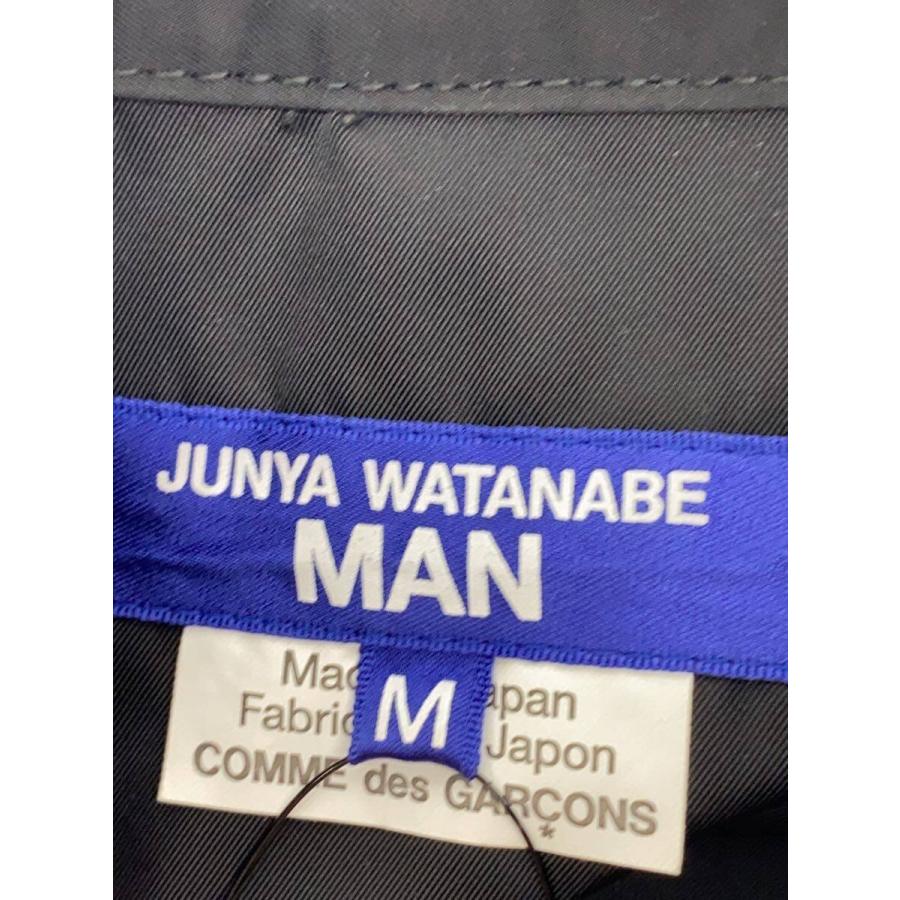 JUNYA WATANABE
MAN
M
Japon
COMME des GARÇONS
*